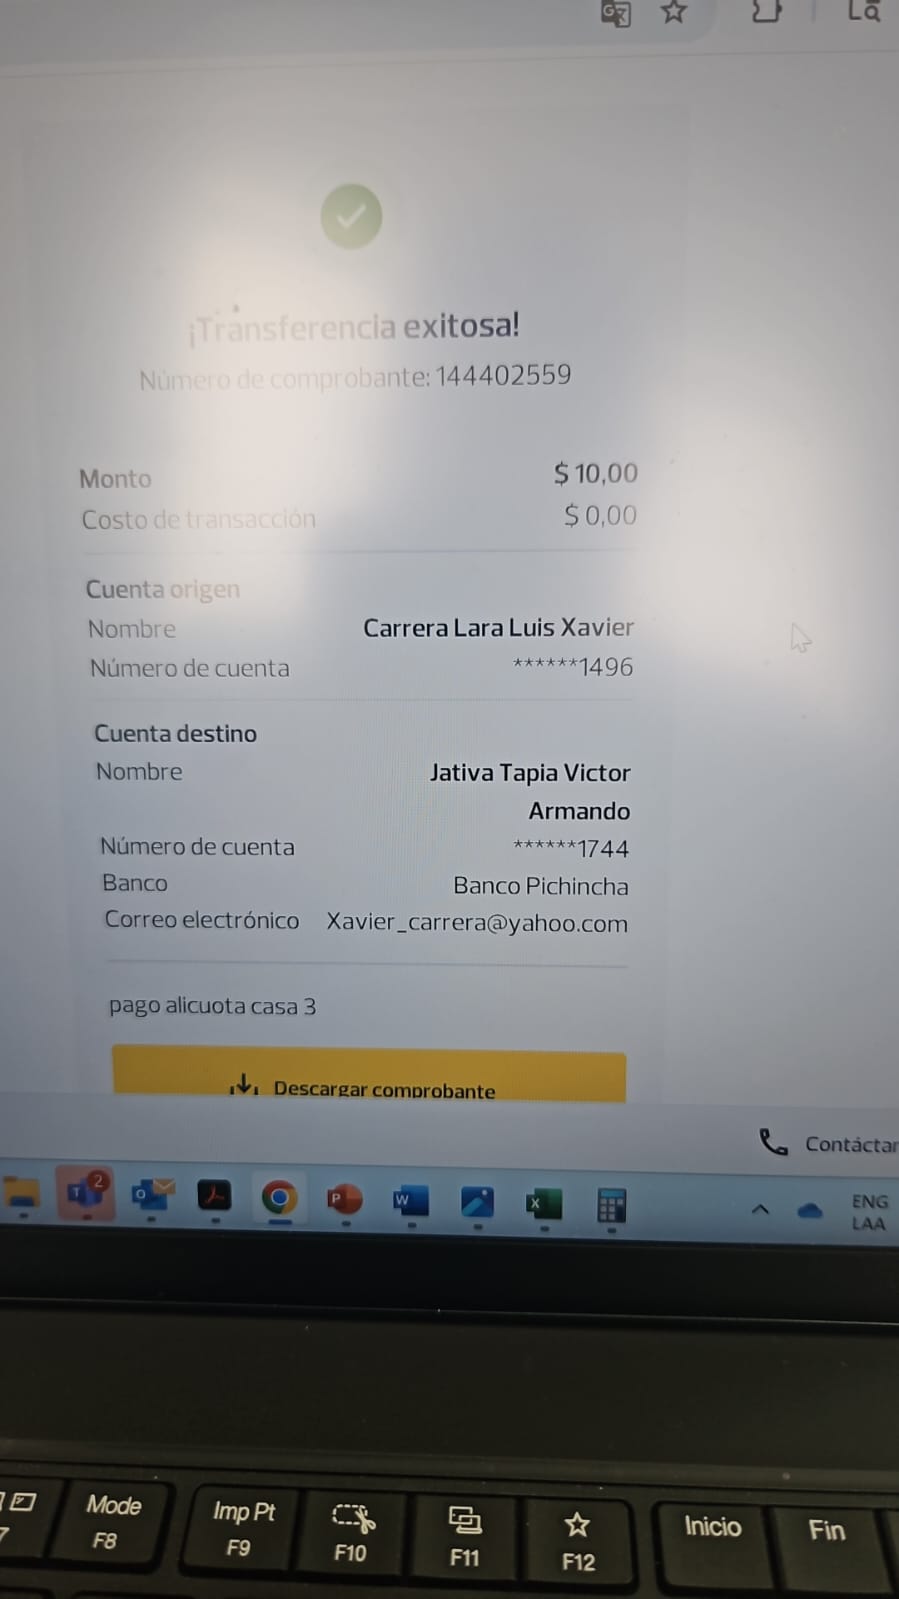 ¡Transferencia exitosa!
Número de comprobante: 144402559
Monto $ 10,00
Costo de transacción $ 0,00
Cuenta origen
Nombre Carrera Lara Luis Xavier
Número de cuenta ******1496
Cuenta destino
Nombre Jativa Tapia Victor
Armando
Número de cuenta ******1744
Banco Banco Pichincha
Correo electrónico Xavier_carrera@yahoo.com
pago alicuota casa 3
Descargar comprobante
Contáctar
2
ENG
LAA
Mode
F8
Imp Pt
F9
F10
F11
F12
Inicio
Fin